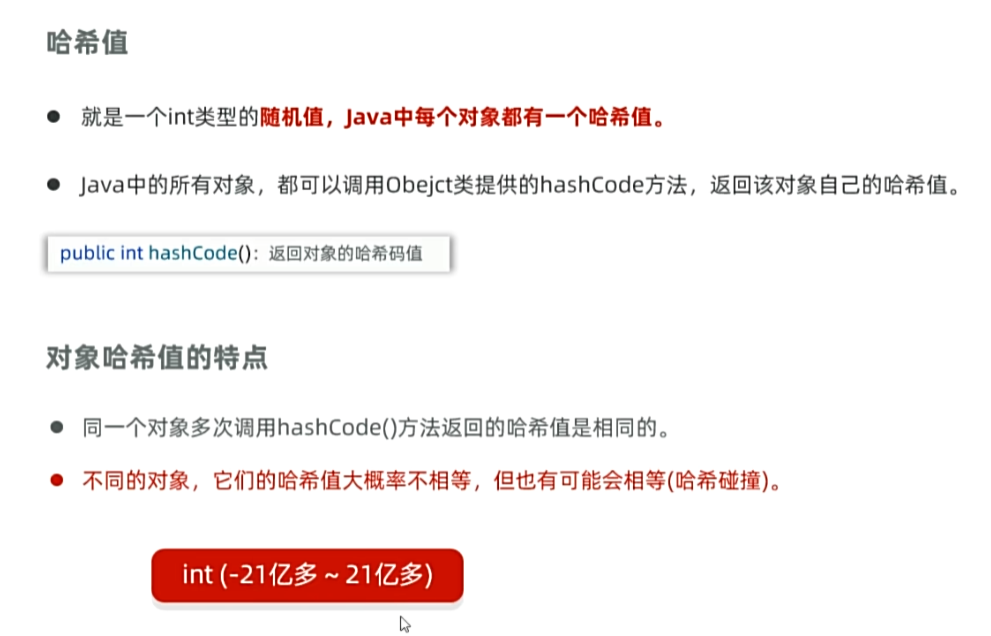 哈希值
● 就是一个int类型的随机值，Java中每个对象都有一个哈希值。
● Java中的所有对象，都可以调用Obejct类提供的hashCode方法，返回该对象自己的哈希值。
public int hashCode()：返回对象的哈希码值
对象哈希值的特点
● 同一个对象多次调用hashCode()方法返回的哈希值是相同的。
● 不同的对象，它们的哈希值大概率不相等，但也有可能会相等(哈希碰撞)。
int (-21亿多 ~ 21亿多)